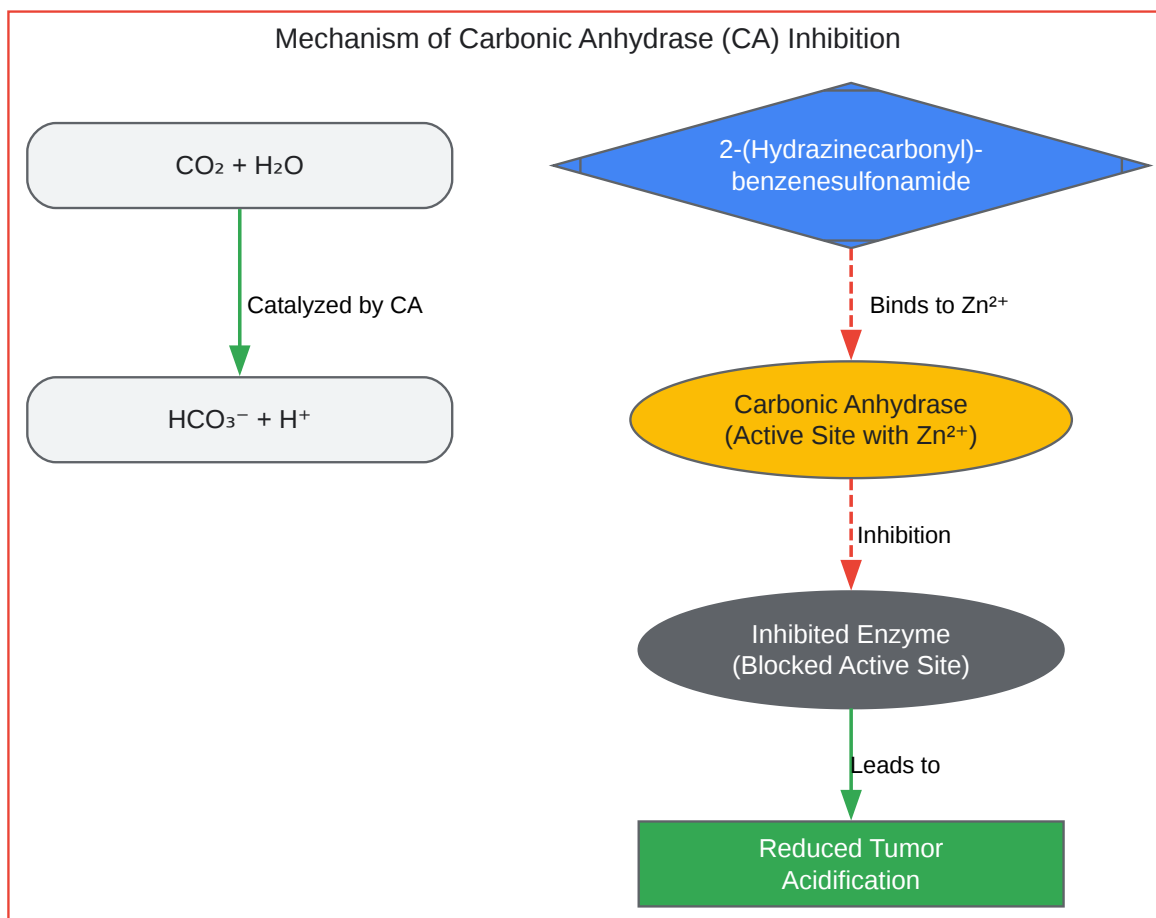 Mechanism of Carbonic Anhydrase (CA) Inhibition
CO₂ + H₂O
Catalyzed by CA
HCO₃⁻ + H⁺
2-(Hydrazinecarbonyl)-
benzenesulfonamide
Binds to Zn²⁺
Carbonic Anhydrase
(Active Site with Zn²⁺)
Inhibition
Inhibited Enzyme
(Blocked Active Site)
Leads to
Reduced Tumor
Acidification